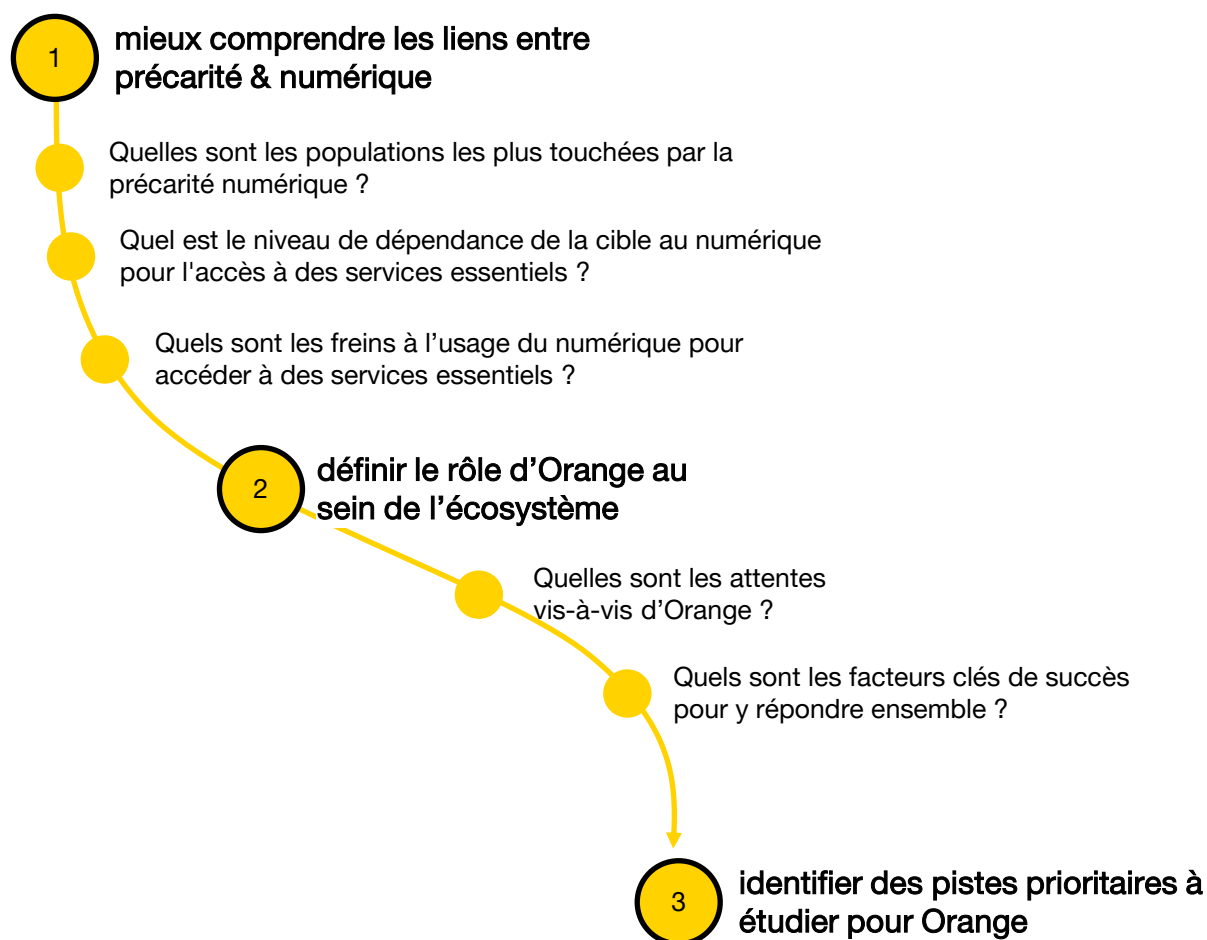 1
mieux comprendre les liens entre
précarité & numérique
Quelles sont les populations les plus touchées par la
précarité numérique ?
Quel est le niveau de dépendance de la cible au numérique
pour l'accès à des services essentiels ?
Quels sont les freins à l’usage du numérique pour
accéder à des services essentiels ?
2
définir le rôle d’Orange au
sein de l’écosystème
Quelles sont les attentes
vis-à-vis d’Orange ?
Quels sont les facteurs clés de succès
pour y répondre ensemble ?
3
identifier des pistes prioritaires à
étudier pour Orange